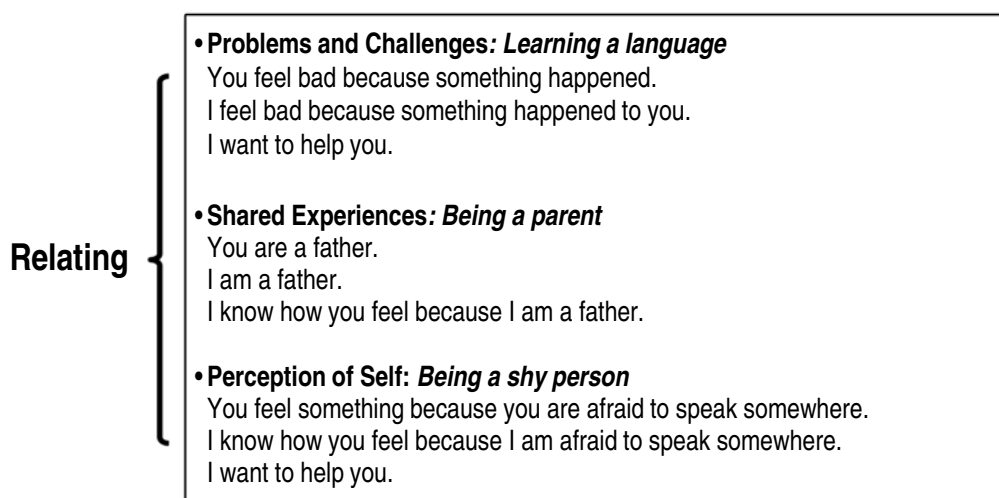 Relating
• Problems and Challenges: Learning a language
You feel bad because something happened.
I feel bad because something happened to you.
I want to help you.
• Shared Experiences: Being a parent
You are a father.
I am a father.
I know how you feel because I am a father.
• Perception of Self: Being a shy person
You feel something because you are afraid to speak somewhere.
I know how you feel because I am afraid to speak somewhere.
I want to help you.